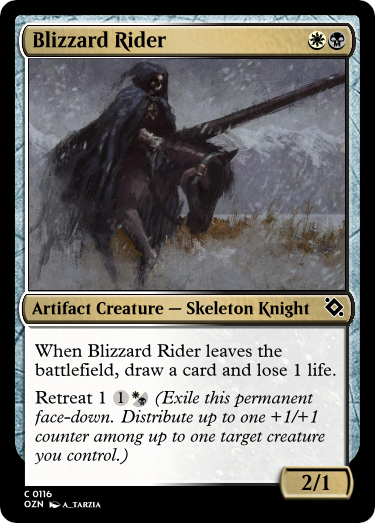 Blizzard Rider
Artifact Creature — Skeleton Knight
When Blizzard Rider leaves the
battlefield, draw a card and lose 1 life.
Retreat 1 1 (Exile this permanent
face-down. Distribute up to one +1/+1
counter among up to one target creature
you control.)
2/1
C 0116
OZN A_TARZIA